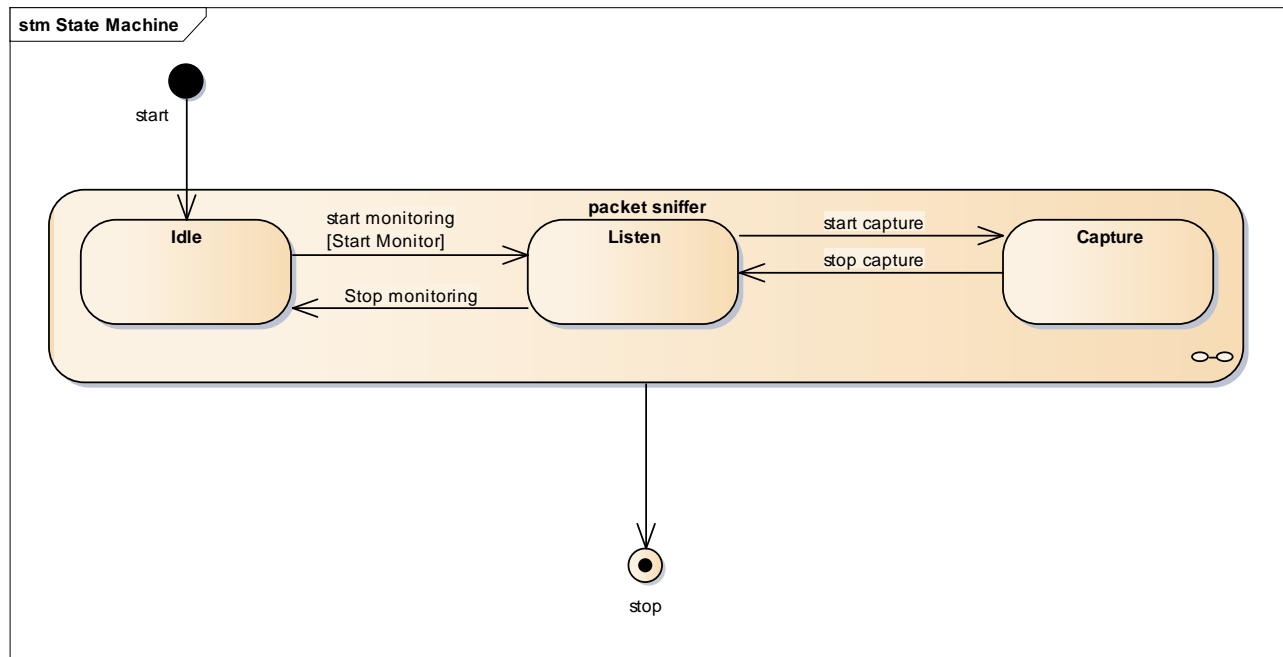 stm State Machine
start
packet sniffer
Idle
start monitoring
[Start Monitor]
Listen
start capture
Capture
stop capture
Stop monitoring
stop